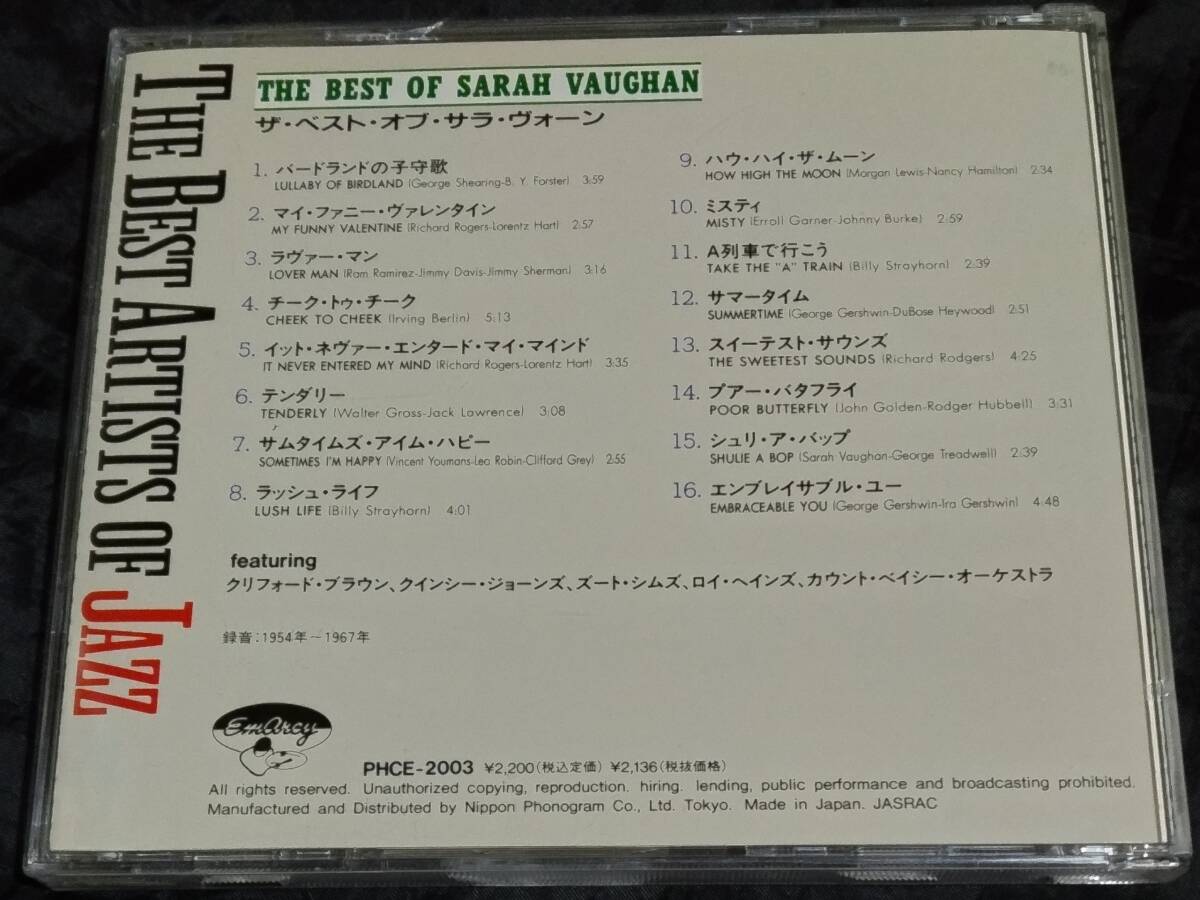 THE BEST ARTISTS OF JAZZ
THE BEST OF SARAH VAUGHAN
ザ・ベスト・オブ・サラ・ヴォーン
1. バードランドの子守歌
LULLABY OF BIRDLAND (George Shearing-B. Y. Forster) 3:59
2. マイ・ファニー・ヴァレンタイン
MY FUNNY VALENTINE (Richard Rogers-Lorentz Hart) 2:57
3. ラヴァー・マン
LOVER MAN (Ram Ramirez-Jimmy Davis-Jimmy Sherman) 3:16
4. チーク・トゥ・チーク
CHEEK TO CHEEK (Irving Berlin) 5:13
5. イット・ネヴァー・エンタード・マイ・マインド
IT NEVER ENTERED MY MIND (Richard Rogers-Lorentz Hart) 3:35
6. テンダリー
TENDERLY (Walter Gross-Jack Lawrence) 3:08
7. サムタイムズ・アイム・ハピー
SOMETIMES I'M HAPPY (Vincent Youmans-Leo Robin-Clifford Grey) 2:55
8. ラッシュ・ライフ
LUSH LIFE (Billy Strayhorn) 4:01
9. ハウ・ハイ・ザ・ムーン
HOW HIGH THE MOON (Morgan Lewis-Nancy Hamilton) 2:34
10. ミスティ
MISTY (Erroll Garner-Johnny Burke) 2:59
11. A列車で行こう
TAKE THE "A" TRAIN (Billy Strayhorn) 2:39
12. サマータイム
SUMMERTIME (George Gershwin-DuBose Heywood) 2:51
13. スイーテスト・サウンズ
THE SWEETEST SOUNDS (Richard Rodgers) 4:25
14. プアー・バタフライ
POOR BUTTERFLY (John Golden-Rodger Hubbell) 3:31
15. シュリ・ア・バップ
SHULIE A BOP (Sarah Vaughan-George Treadwell) 2:39
16. エンブレイサブル・ユー
EMBRACEABLE YOU (George Gershwin-Ira Gershwin) 4:48
featuring
クリフォード・ブラウン、クインシー・ジョーンズ、ズート・シムズ、ロイ・ヘインズ、カウント・ベイシー・オーケストラ
録音:1954年〜1967年
EmArcy
PHCE-2003 ¥2,200(税込定価) ¥2,136(税抜価格)
All rights reserved. Unauthorized copying, reproduction. hiring. lending, public performance and broadcasting prohibited.
Manufactured and Distributed by Nippon Phonogram Co., Ltd. Tokyo. Made in Japan. JASRAC